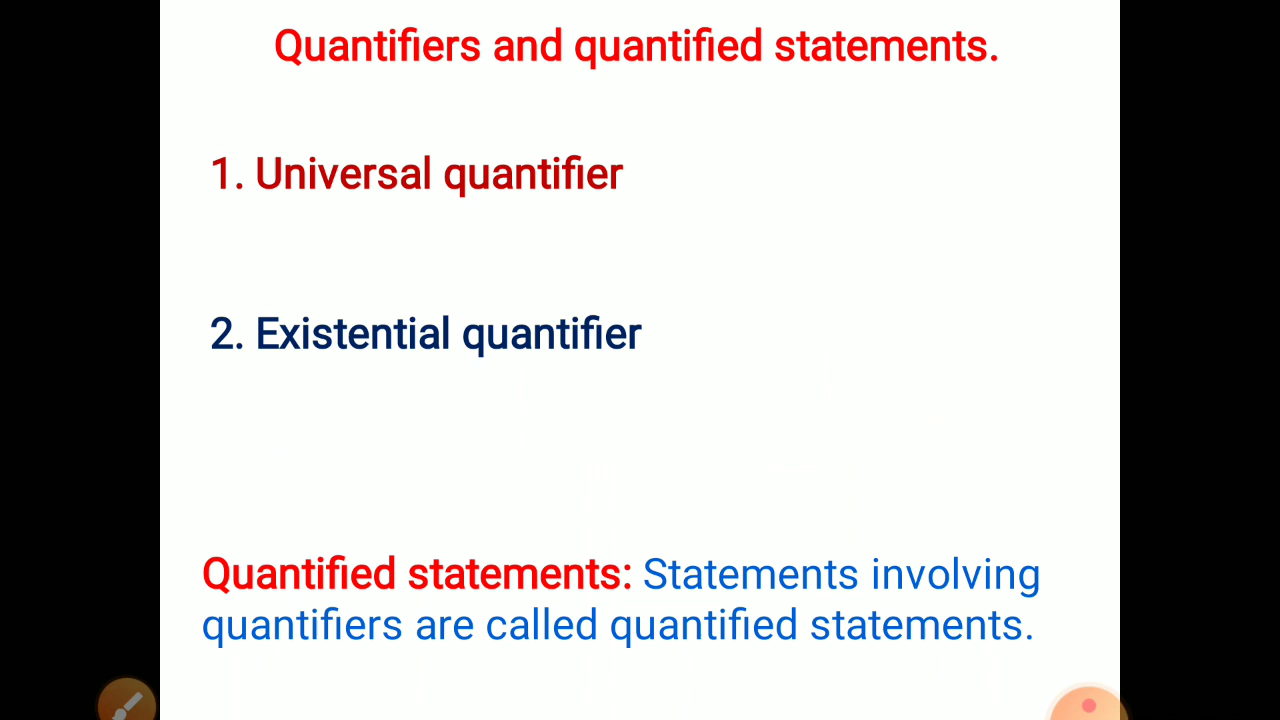 Quantifiers and quantified statements.
1. Universal quantifier
2. Existential quantifier
Quantified statements: Statements involving
quantifiers are called quantified statements.